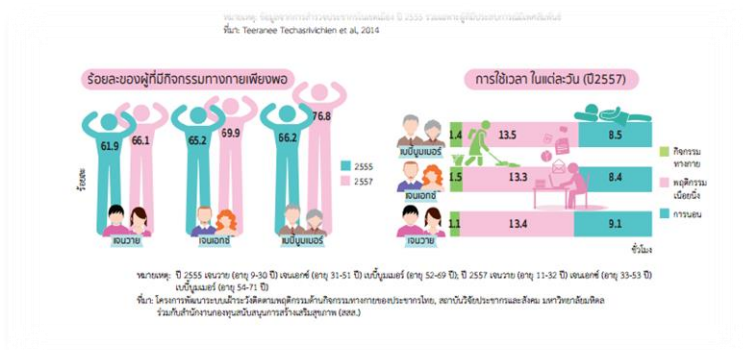 ที่มา: Teeranee Techasrivichien et al, 2014
ร้อยละของผู้ที่มีกิจกรรมทางกายเพียงพอ
61.9
66.1
65.2
69.9
66.2
76.8
2555
2557
ร้อยละ
เจนวาย
เจนเอกซ์
เบบี้บูมเมอร์
การใช้เวลา ในแต่ละวัน (ปี2557)
เบบี้บูมเมอร์
1.4
13.5
8.5
เจนเอกซ์
1.5
13.3
8.4
เจนวาย
1.1
13.4
9.1
กิจกรรม
ทางกาย
พฤติกรรม
เนือยนิ่ง
การนอน
ชั่วโมง
หมายเหตุ: ปี 2555 เจนวาย (อายุ 9-30 ปี) เจนเอกซ์ (อายุ 31-51 ปี) เบบี้บูมเมอร์ (อายุ 52-69 ปี); ปี 2557 เจนวาย (อายุ 11-32 ปี) เจนเอกซ์ (อายุ 33-53 ปี)
เบบี้บูมเมอร์ (อายุ 54-71 ปี)
ที่มา: โครงการพัฒนาระบบเฝ้าระวังติดตามพฤติกรรมด้านกิจกรรมทางกายของประชากรไทย, สถาบันวิจัยประชากรและสังคม มหาวิทยาลัยมหิดล
ร่วมกับสำนักงานกองทุนสนับสนุนการสร้างเสริมสุขภาพ (สสส.)